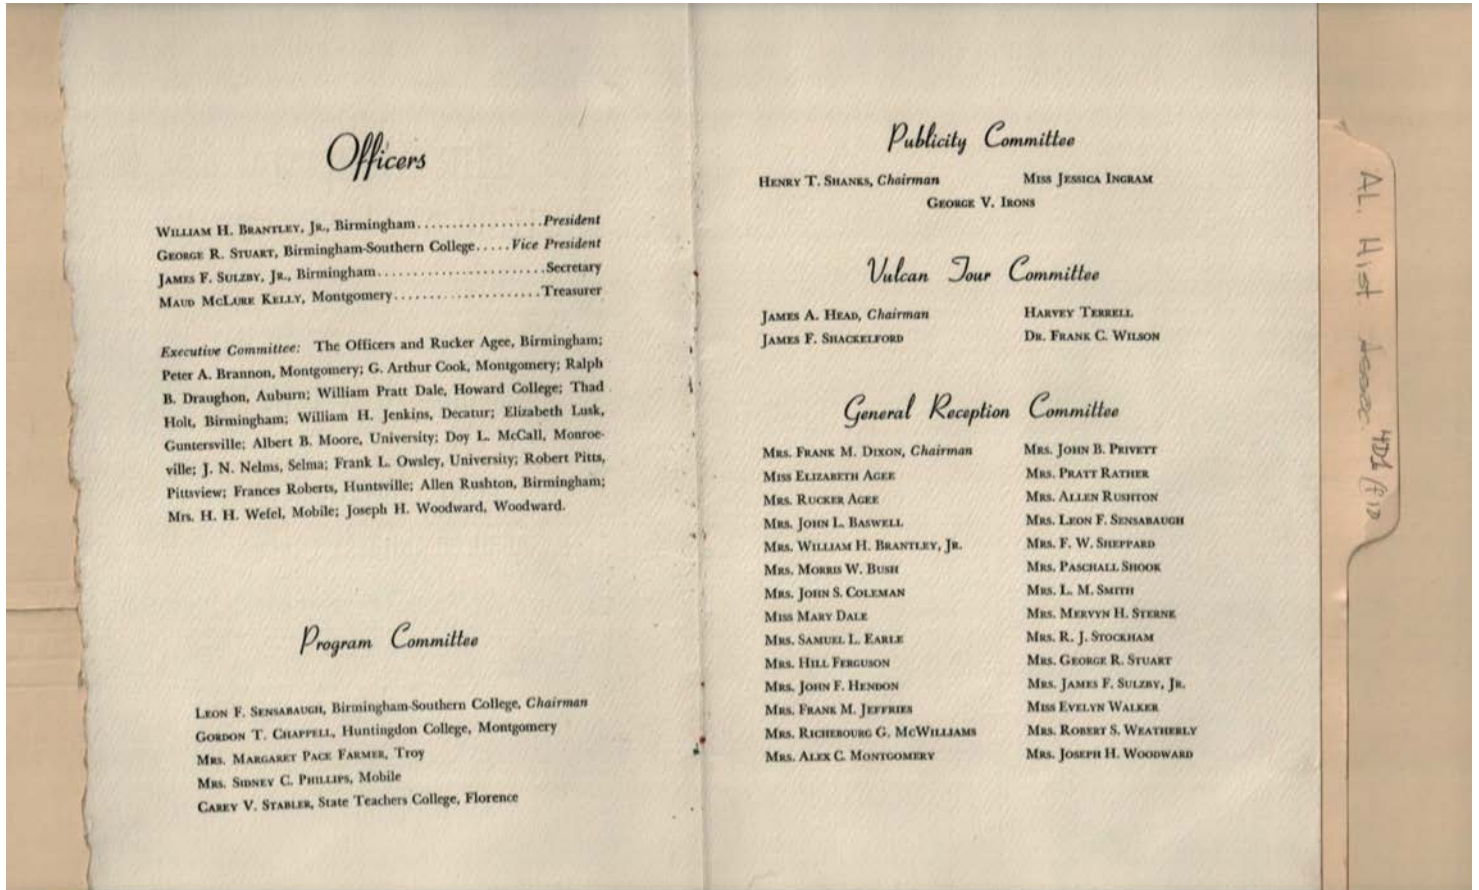 Officers
WILLIAM H. BRANTLEY, JR., Birmingham..................President
GEORGE R. STUART, Birmingham-Southern College.....Vice President
JAMES F. SULZBY, JR., Birmingham........................Secretary
MAUD MCLURE KELLY, Montgomery.....................Treasurer
Executive Committee: The Officers and Rucker Agee, Birmingham;
Peter A. Brannon, Montgomery; G. Arthur Cook, Montgomery; Ralph
B. Draughon, Auburn; William Pratt Dale, Howard College; Thad
Holt, Birmingham; William H. Jenkins, Decatur; Elizabeth Lusk,
Guntersville; Albert B. Moore, University; Doy L. McCall, Monroe-
ville; J. N. Nelms, Selma; Frank L. Owsley, University; Robert Pitts,
Pittsview; Frances Roberts, Huntsville; Allen Rushton, Birmingham;
Mrs. H. H. Wefel, Mobile; Joseph H. Woodward, Woodward.
Program Committee
LEON F. SENSABAUGH, Birmingham-Southern College, Chairman
GORDON T. CHAPPELL, Huntingdon College, Montgomery
MRS. MARGARET PACE FARMER, Troy
MRS. SIDNEY C. PHILLIPS, Mobile
CAREY V. STABLER, State Teachers College, Florence
Publicity Committee
HENRY T. SHANKS, Chairman MISS JESSICA INGRAM
GEORGE V. IRONS
Vulcan Tour Committee
JAMES A. HEAD, Chairman HARVEY TERRELL
JAMES F. SHACKELFORD DR. FRANK C. WILSON
General Reception Committee
MRS. FRANK M. DIXON, Chairman MRS. JOHN B. PRIVETT
MISS ELIZABETH AGEE MRS. PRATT RATHER
MRS. RUCKER AGEE MRS. ALLEN RUSHTON
MRS. JOHN L. BASWELL MRS. LEON F. SENSABAUGH
MRS. WILLIAM H. BRANTLEY, JR. MRS. F. W. SHEPPARD
MRS. MORRIS W. BUSH MRS. PASCHALL SHOOK
MRS. JOHN S. COLEMAN MRS. L. M. SMITH
MISS MARY DALE MRS. MERVYN H. STERNE
MRS. SAMUEL L. EARLE MRS. R. J. STOCKHAM
MRS. HILL FERGUSON MRS. GEORGE R. STUART
MRS. JOHN F. HENDON MRS. JAMES F. SULZBY, JR.
MRS. FRANK M. JEFFRIES MISS EVELYN WALKER
MRS. RICHEBOURG G. MCWILLIAMS MRS. ROBERT S. WEATHERLY
MRS. ALEX C. MONTGOMERY MRS. JOSEPH H. WOODWARD
AL. Hist Assoc